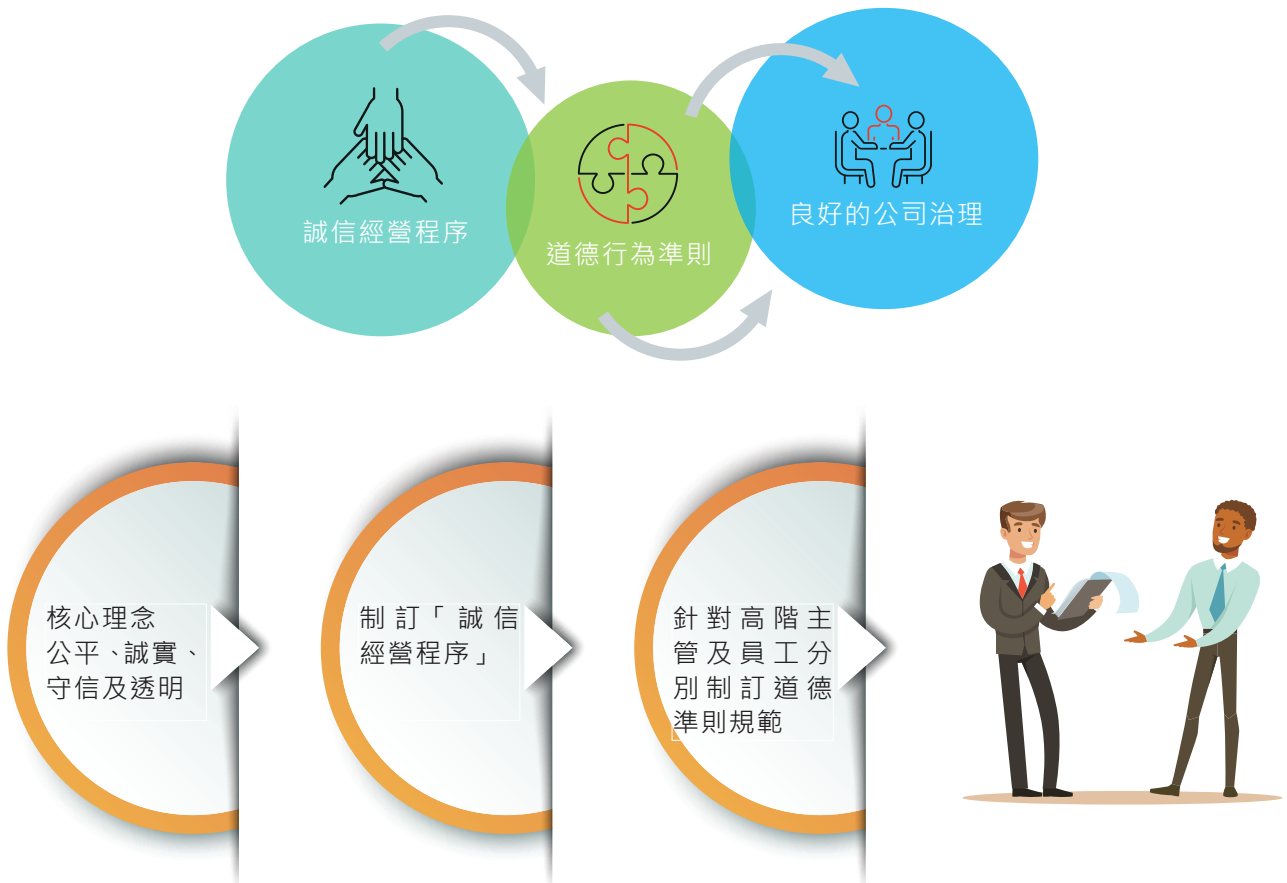 誠信經營程序
道德行為準則
良好的公司治理
核心理念
公平、誠實、
守信及透明
制訂「誠信
經營程序」
針對高階主
管及員工分
別制訂道德
準則規範